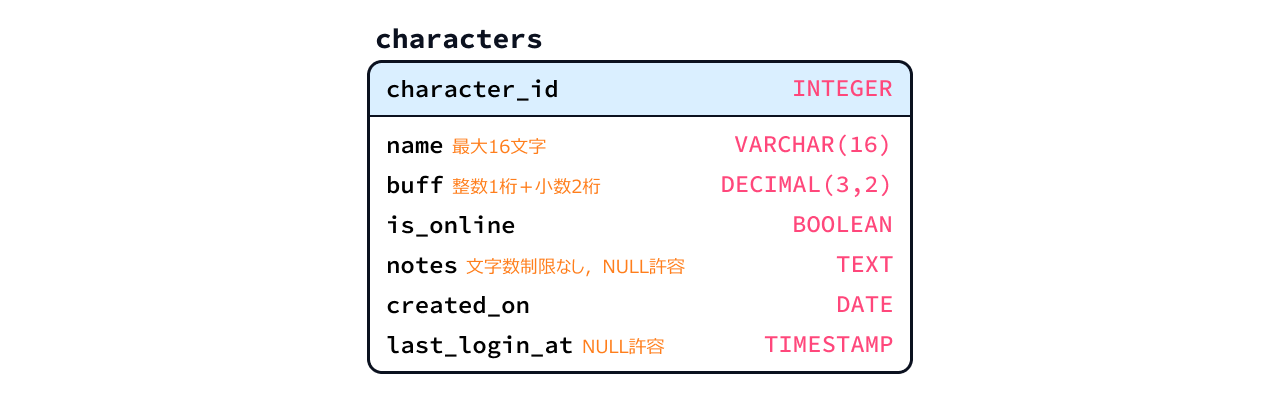 characters
character_id INTEGER
name 最大16文字 VARCHAR(16)
buff 整数1桁＋小数2桁 DECIMAL(3,2)
is_online BOOLEAN
notes 文字数制限なし，NULL許容 TEXT
created_on DATE
last_login_at NULL許容 TIMESTAMP